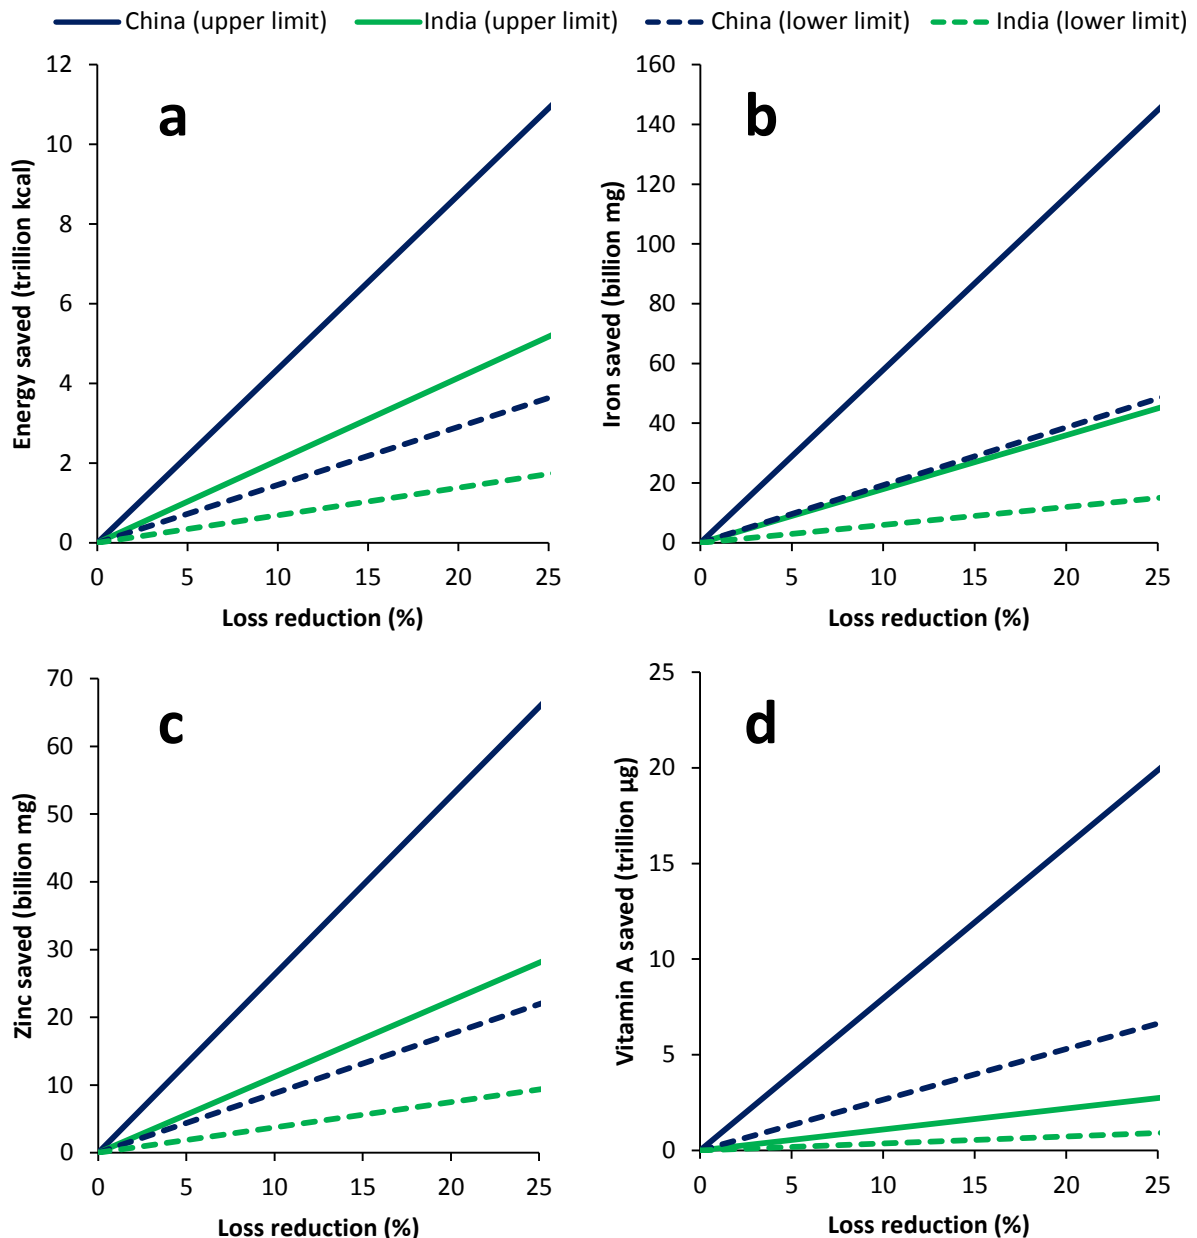 China (upper limit) India (upper limit) China (lower limit) India (lower limit)
a
Energy saved (trillion kcal)
12
10
8
6
4
2
0
0 5 10 15 20 25
Loss reduction (%)
b
Iron saved (billion mg)
160
140
120
100
80
60
40
20
0
0 5 10 15 20 25
Loss reduction (%)
c
Zinc saved (billion mg)
70
60
50
40
30
20
10
0
0 5 10 15 20 25
Loss reduction (%)
d
Vitamin A saved (trillion µg)
25
20
15
10
5
0
0 5 10 15 20 25
Loss reduction (%)